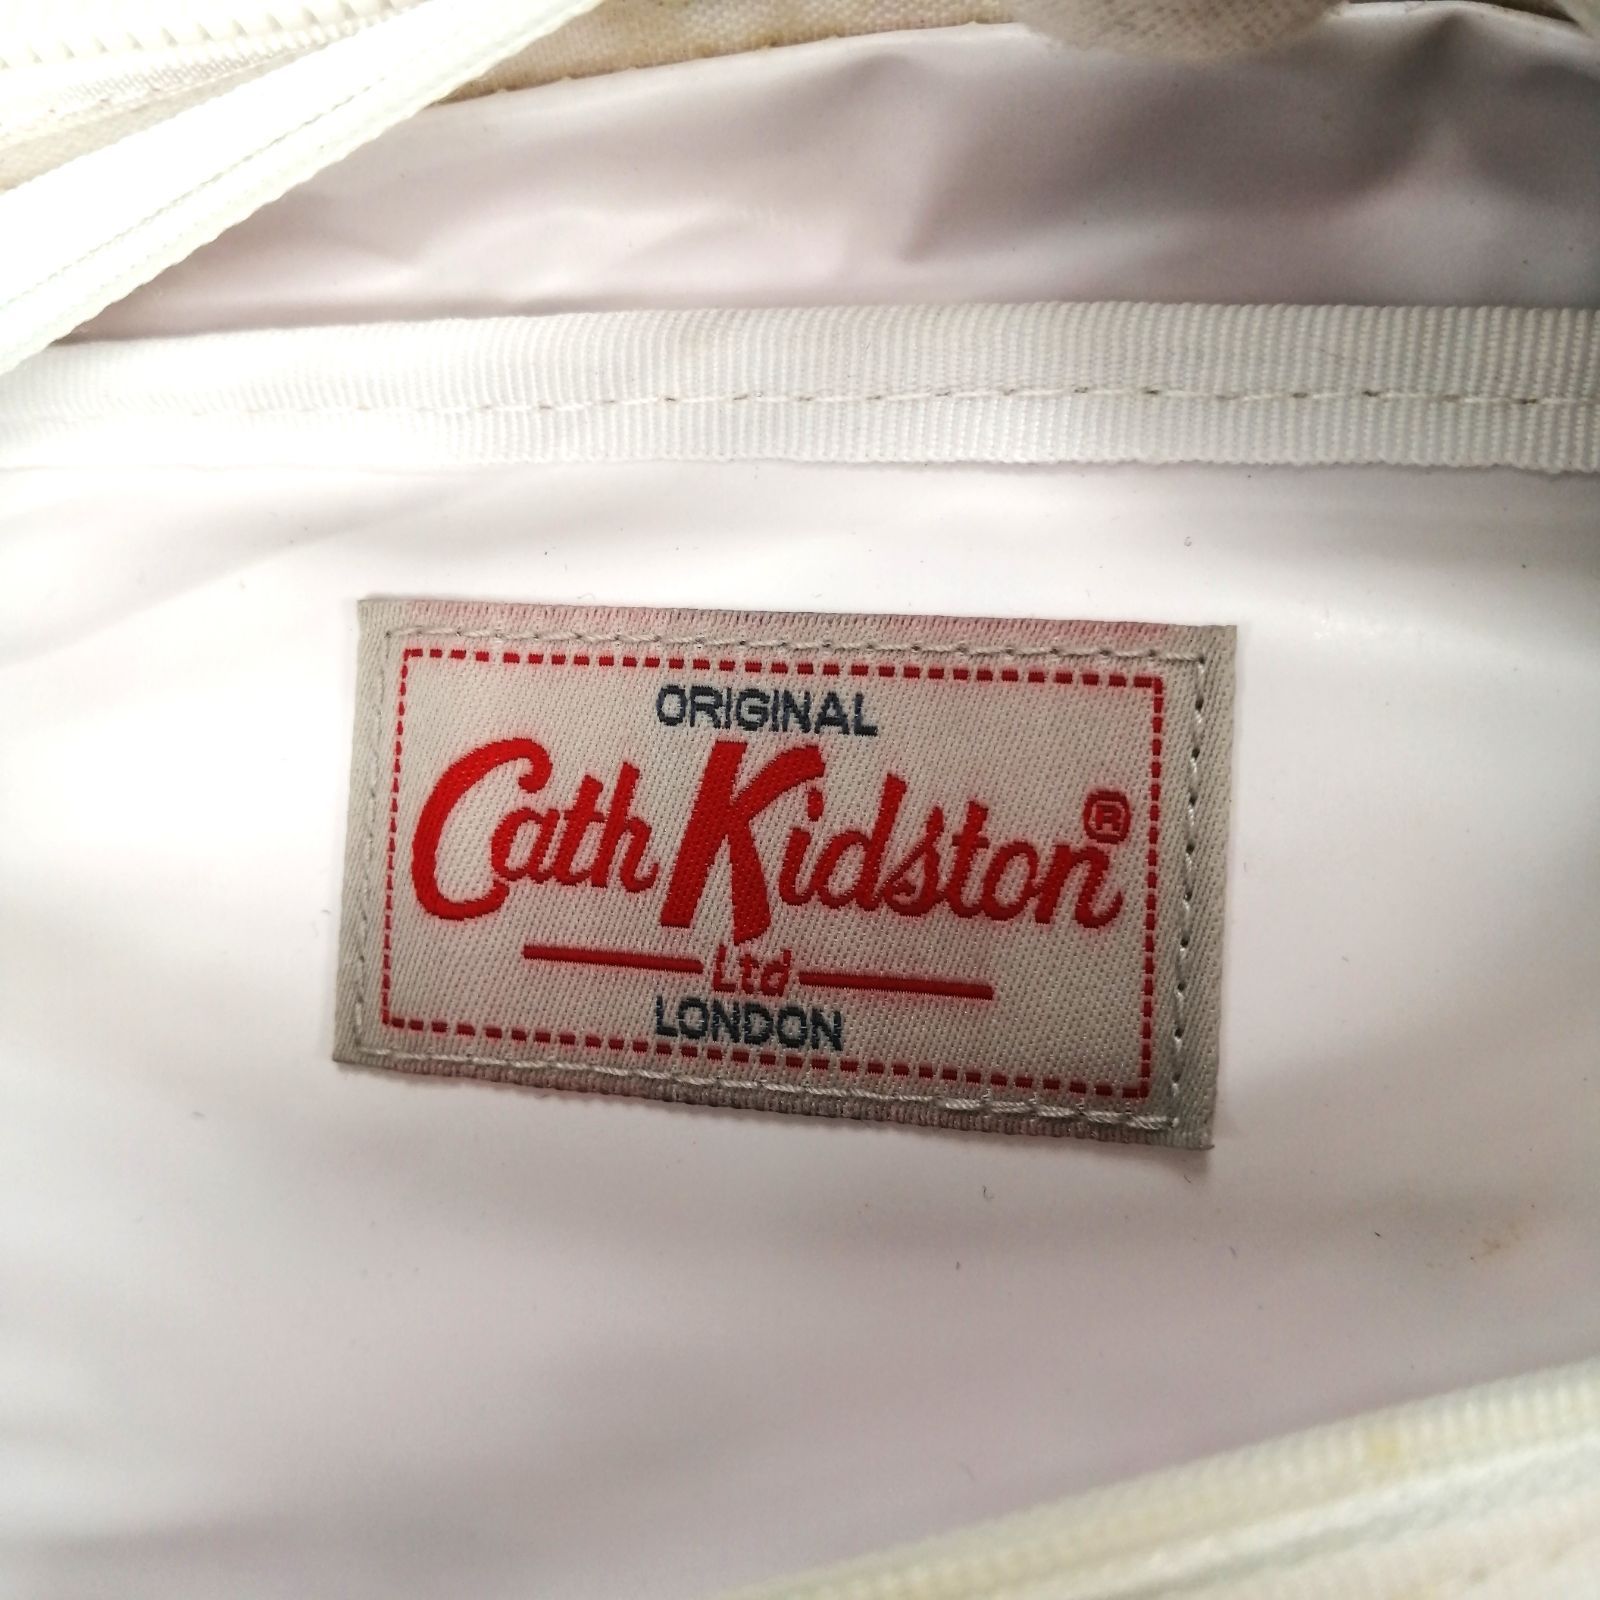 ORIGINAL
Cath Kidston®
Ltd
LONDON